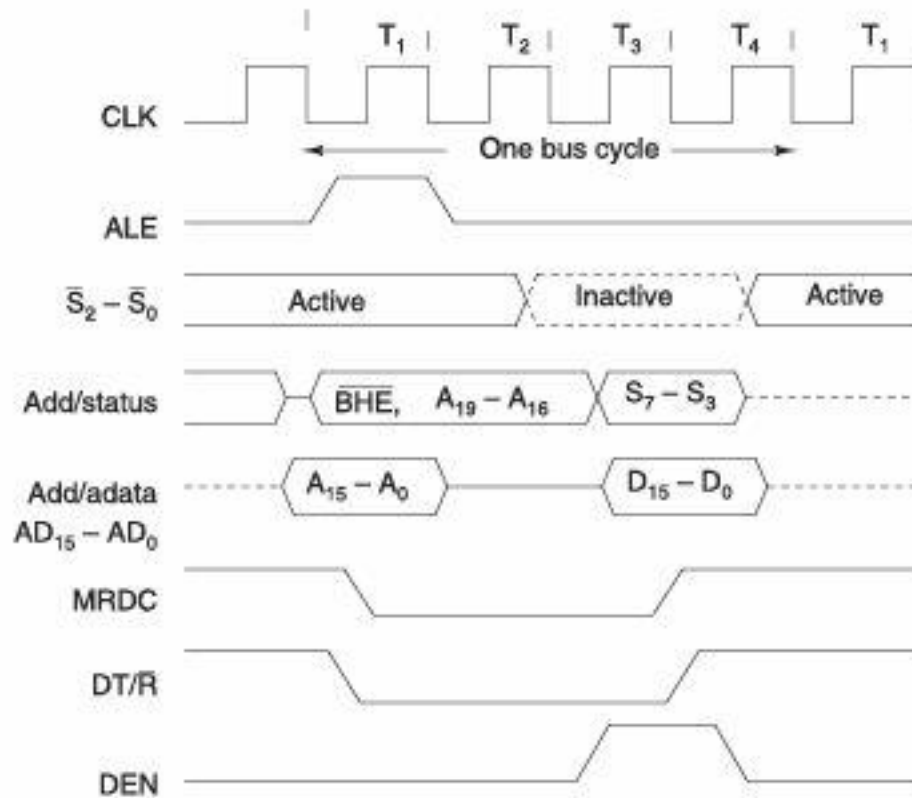 T₁ T₂ T₃ T₄ T₁
CLK
One bus cycle
ALE
S̅₂ – S̅₀ Active Inactive Active
Add/status B̅H̅E̅, A₁₉ – A₁₆ S₇ – S₃
Add/adata A₁₅ – A₀ D₁₅ – D₀
AD₁₅ – AD₀
MRDC
DT/R̅
DEN